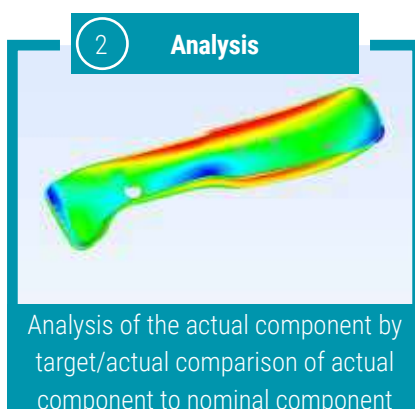 2 Analysis
Analysis of the actual component by
target/actual comparison of actual
component to nominal component